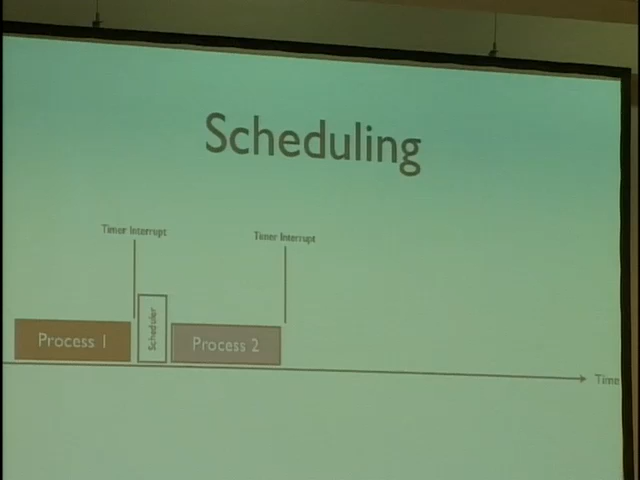 Scheduling
Timer Interrupt
Timer Interrupt
Scheduler
Process 1
Process 2
Time